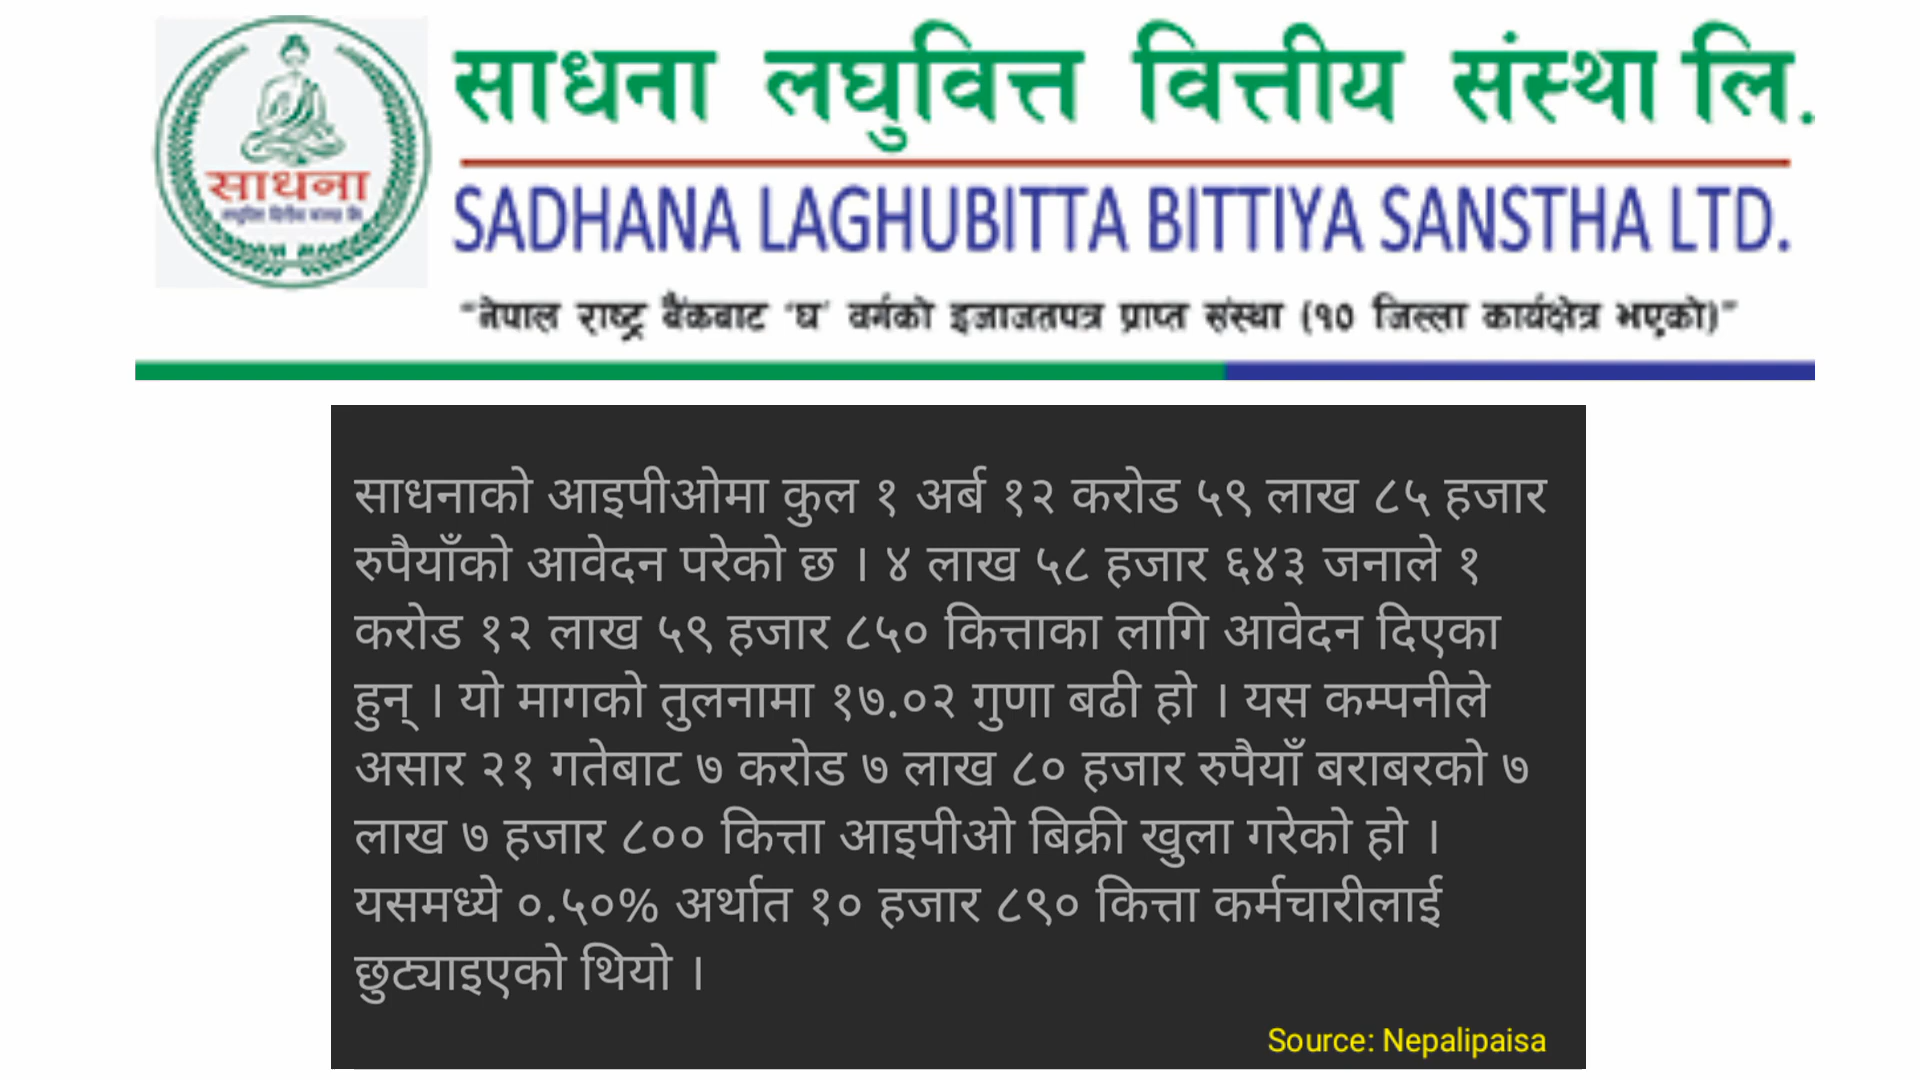 साधना लघुवित्त वित्तीय संस्था लि.
साधना
SADHANA LAGHUBITTA BITTIYA SANSTHA LTD.
"नेपाल राष्ट्र बैंकबाट 'घ' वर्गको इजाजतपत्र प्राप्त संस्था (१० जिल्ला कार्यक्षेत्र भएको)"
साधनाको आइपीओमा कुल १ अर्ब १२ करोड ५९ लाख ८५ हजार
रुपैयाँको आवेदन परेको छ । ४ लाख ५८ हजार ६४३ जनाले १
करोड १२ लाख ५९ हजार ८५० कित्ताका लागि आवेदन दिएका
हुन् । यो मागको तुलनामा १७.०२ गुणा बढी हो । यस कम्पनीले
असार २१ गतेबाट ७ करोड ७ लाख ८० हजार रुपैयाँ बराबरको ७
लाख ७ हजार ८०० कित्ता आइपीओ बिक्री खुला गरेको हो ।
यसमध्ये ०.५०% अर्थात १० हजार ८९० कित्ता कर्मचारीलाई
छुट्याइएको थियो ।
Source: Nepalipaisa